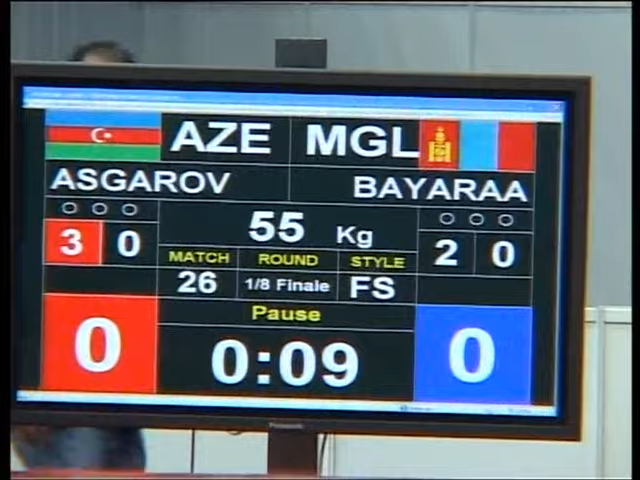 AZE MGL
ASGAROV BAYARAA
55 Kg
3 0 2 0
MATCH ROUND STYLE
26 1/8 Finale FS
Pause
0 0:09 0
Panasonic